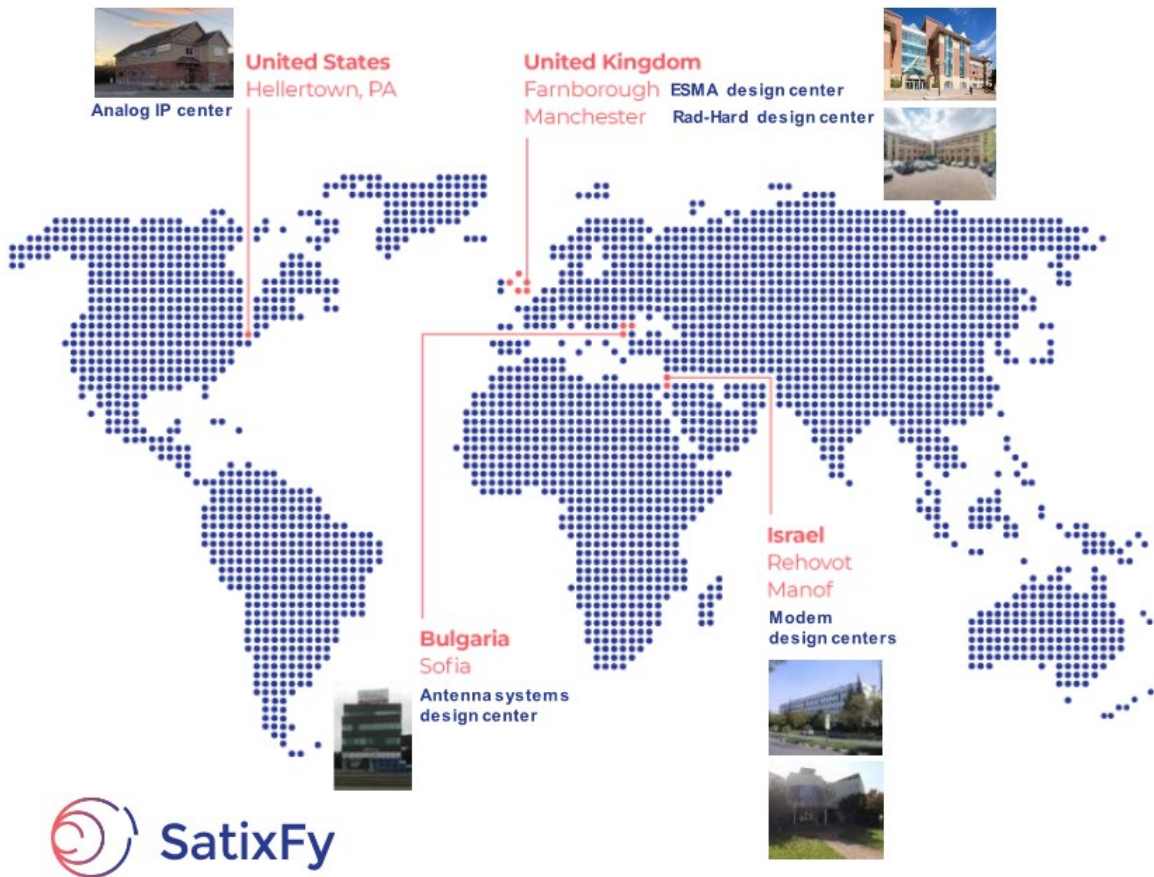 United States
Hellertown, PA
Analog IP center
United Kingdom
Farnborough ESMA design center
Manchester Rad-Hard design center
Israel
Rehovot
Manof
Modem
design centers
Bulgaria
Sofia
Antenna systems
design center
SatixFy